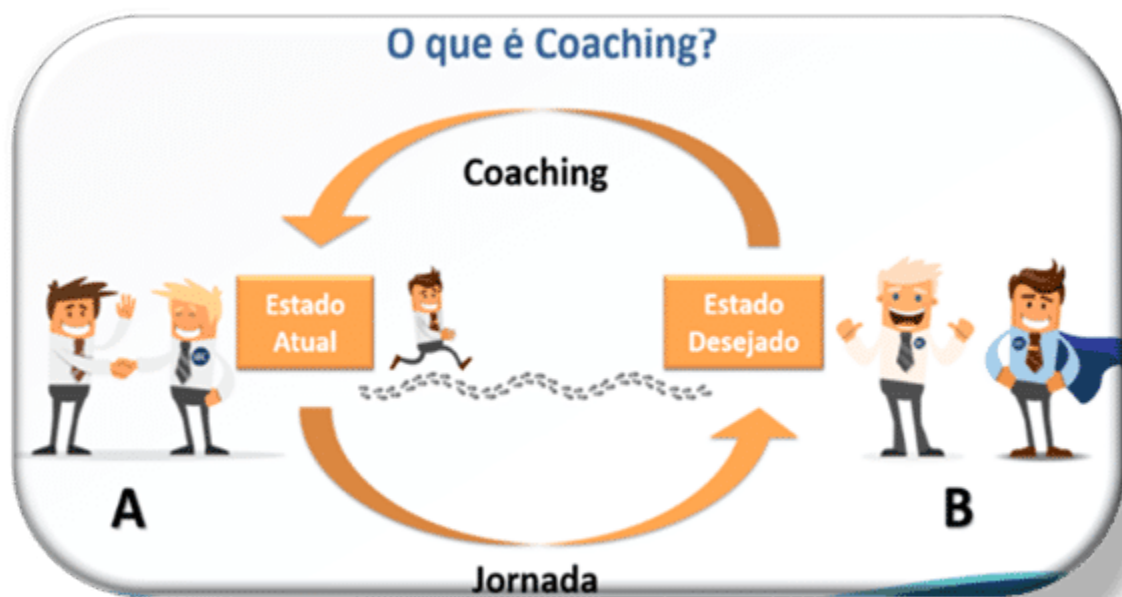 O que é Coaching?
Coaching
Estado
Atual
Estado
Desejado
A
B
Jornada